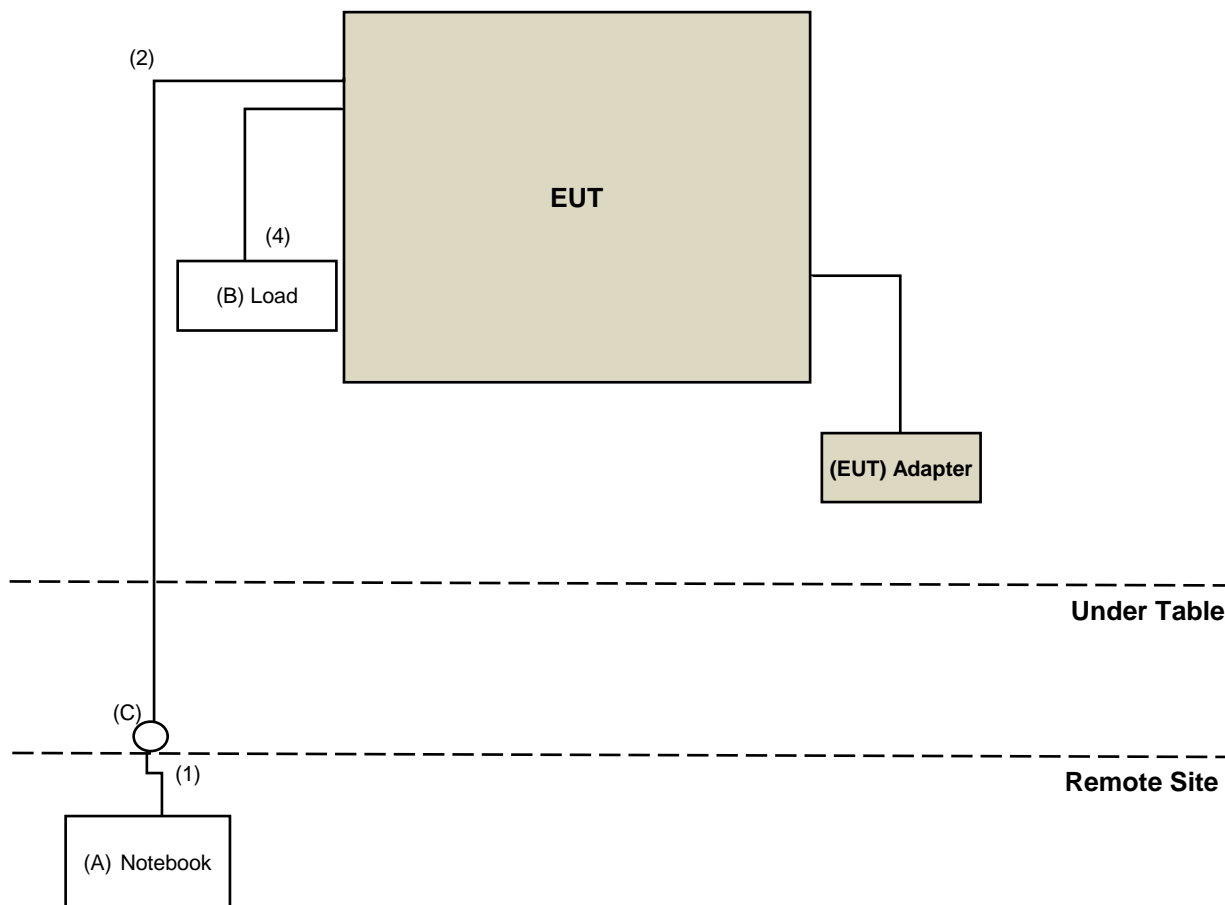 (2)
EUT
(4)
(B) Load
(EUT) Adapter
Under Table
(C)
(1)
Remote Site
(A) Notebook